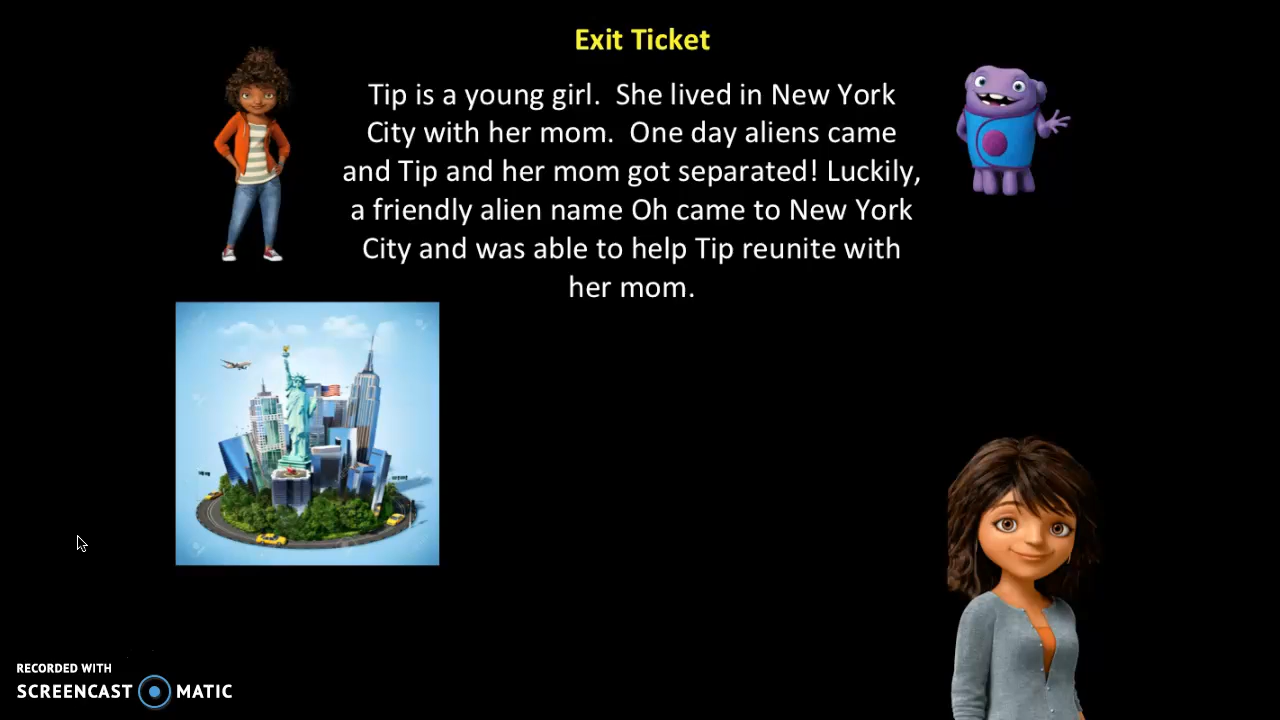 Exit Ticket
Tip is a young girl.  She lived in New York
City with her mom.  One day aliens came
and Tip and her mom got separated! Luckily,
a friendly alien name Oh came to New York
City and was able to help Tip reunite with
her mom.
RECORDED WITH
SCREENCAST MATIC